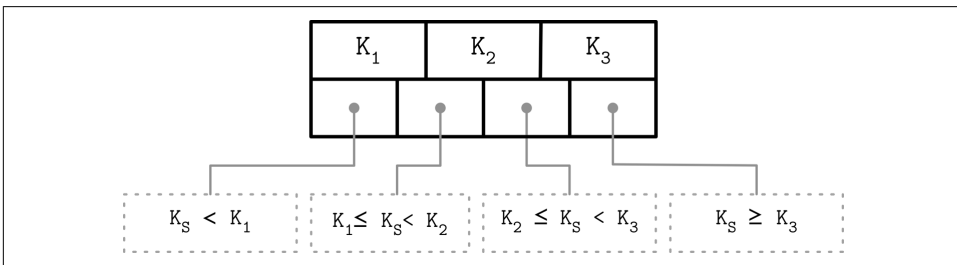 K₁ K₂ K₃
Kₛ < K₁ K₁≤ Kₛ< K₂ K₂ ≤ Kₛ < K₃ Kₛ ≥ K₃